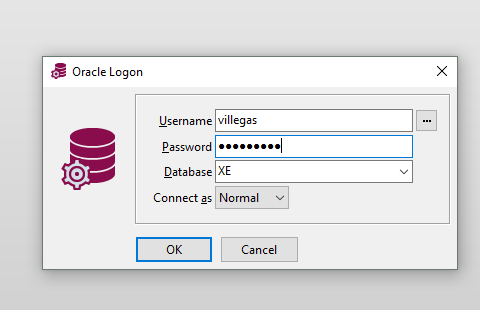 Oracle Logon
Username villegas ...
Password ●●●●●●●●●
Database XE
Connect as Normal
OK Cancel